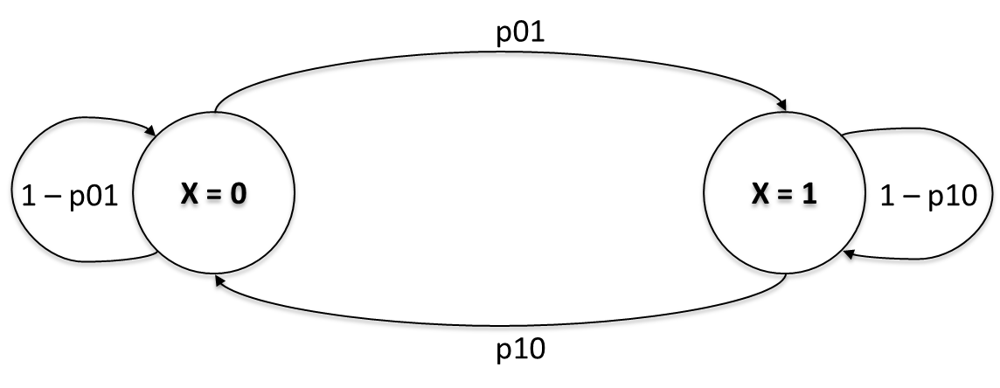 p01
1 – p01
X = 0
X = 1
1 – p10
p10